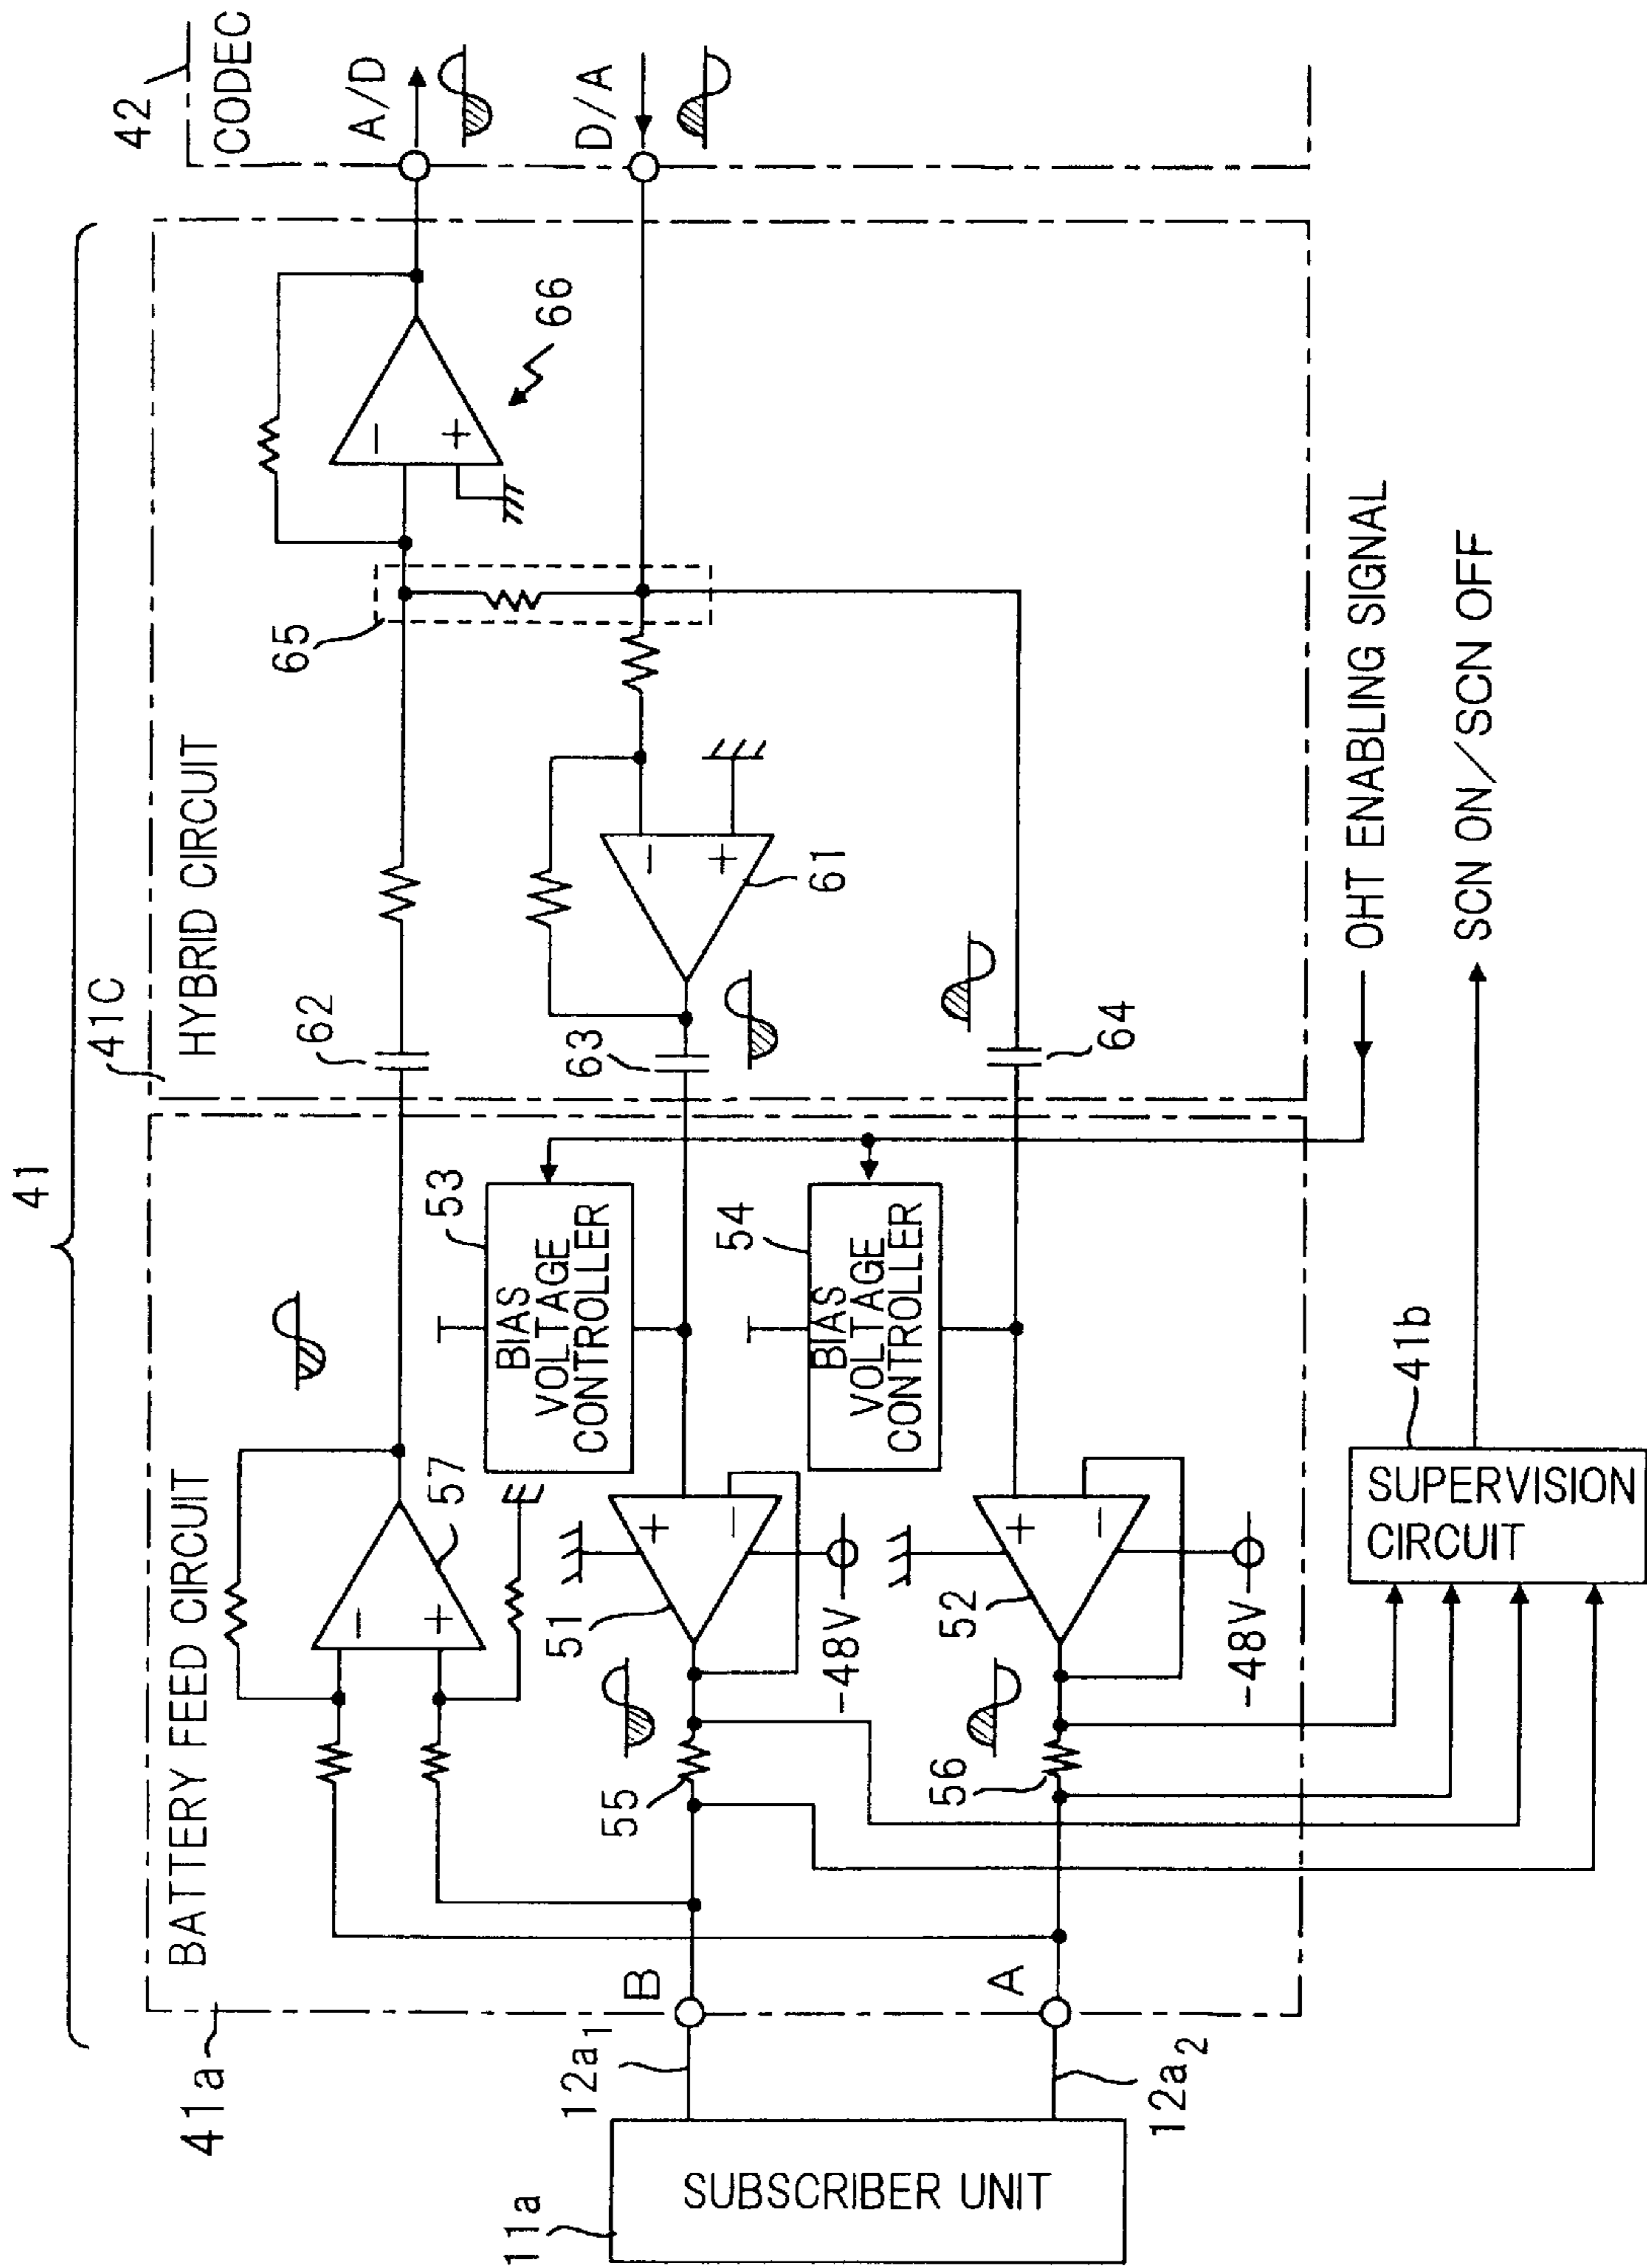 41
41a
BATTERY FEED CIRCUIT
41C
HYBRID CIRCUIT
42
CODEC
A/D
D/A
57
−
+
62
65
−
+
66
53
BIAS
VOLTAGE
CONTROLLER
63
−
+
61
51
+
−
-48V
55
B
12a1
54
BIAS
VOLTAGE
CONTROLLER
64
52
+
−
-48V
56
A
12a2
11a
SUBSCRIBER UNIT
41b
SUPERVISION
CIRCUIT
OHT ENABLING SIGNAL
SCN ON/SCN OFF